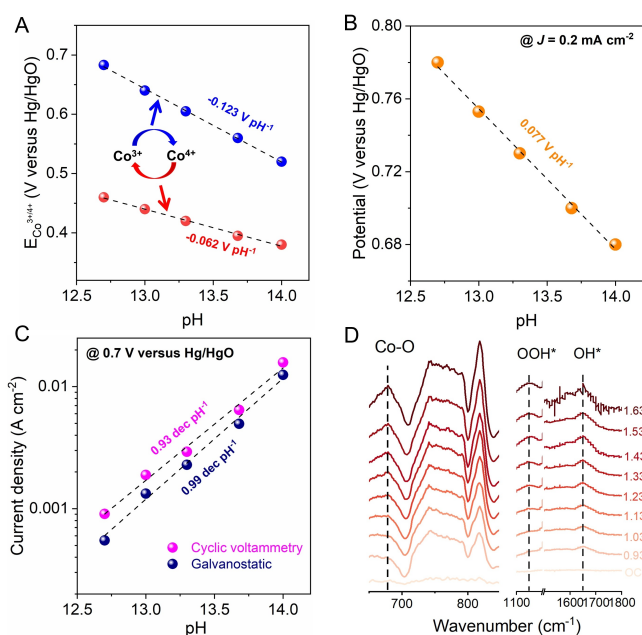 A
E Co3+/4+ (V versus Hg/HgO)
0.7
0.6
0.5
0.4
-0.123 V pH-1
Co3+
Co4+
-0.062 V pH-1
12.5
13.0
13.5
14.0
pH
B
Potential (V versus Hg/HgO)
0.80
0.76
0.72
0.68
@ J = 0.2 mA cm-2
0.077 V pH-1
12.5
13.0
13.5
14.0
pH
C
Current density (A cm-2)
0.01
0.001
@ 0.7 V versus Hg/HgO
0.93 dec pH-1
0.99 dec pH-1
Cyclic voltammetry
Galvanostatic
12.5
13.0
13.5
14.0
pH
D
Co-O
OOH*
OH*
1.63
1.53
1.43
1.33
1.23
1.13
1.03
0.93
OC
700
800
1100
1600
1700
1800
Wavenumber (cm-1)